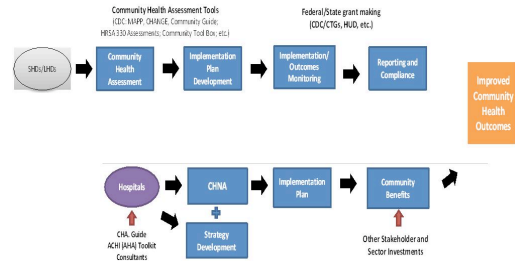 Community Health Assessment Tools
(CDC: MAPP, CHANGE, Community Guide;
HRSA 330 Assessments; Community Tool Box; etc.)
Federal/State grant making
(CDC/CTGs, HUD, etc.)
SHDs/LHDs
Community
Health
Assessment
Implementation
Plan
Development
Implementation/
Outcomes
Monitoring
Reporting and
Compliance
Improved
Community
Health
Outcomes
Hospitals
CHNA
Implementation
Plan
Community
Benefits
Strategy
Development
CHA. Guide
ACHI (AHA) Toolkit
Consultants
Other Stakeholder and
Sector Investments